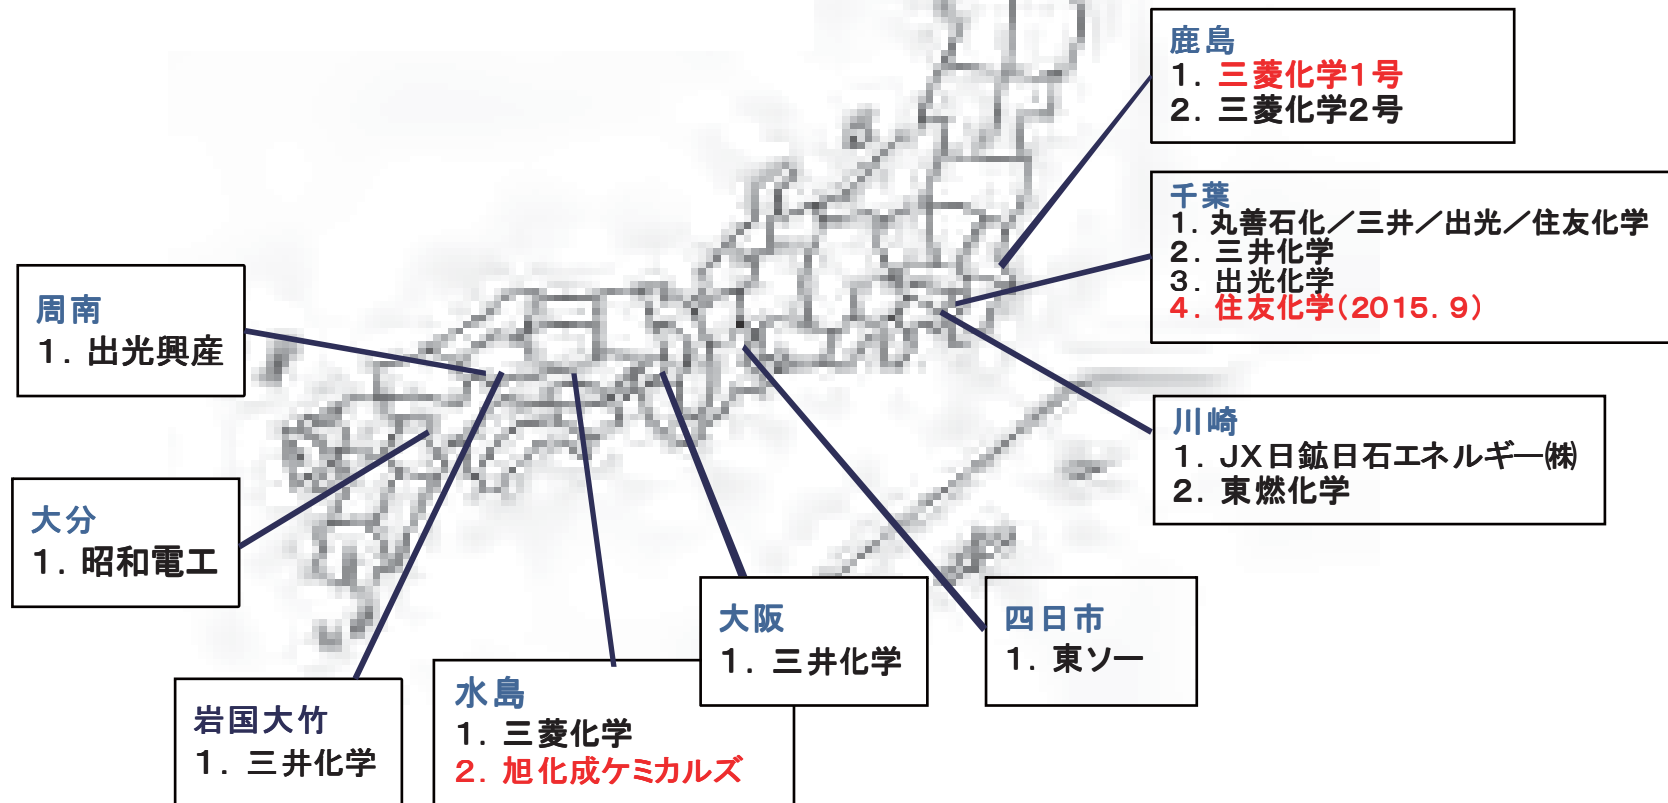 鹿島
1. 三菱化学1号
2. 三菱化学2号
千葉
1. 丸善石化／三井／出光／住友化学
2. 三井化学
3. 出光化学
4. 住友化学(2015. 9)
周南
1. 出光興産
川崎
1. JX日鉱日石エネルギー㈱
2. 東燃化学
大分
1. 昭和電工
大阪
1. 三井化学
四日市
1. 東ソー
岩国大竹
1. 三井化学
水島
1. 三菱化学
2. 旭化成ケミカルズ